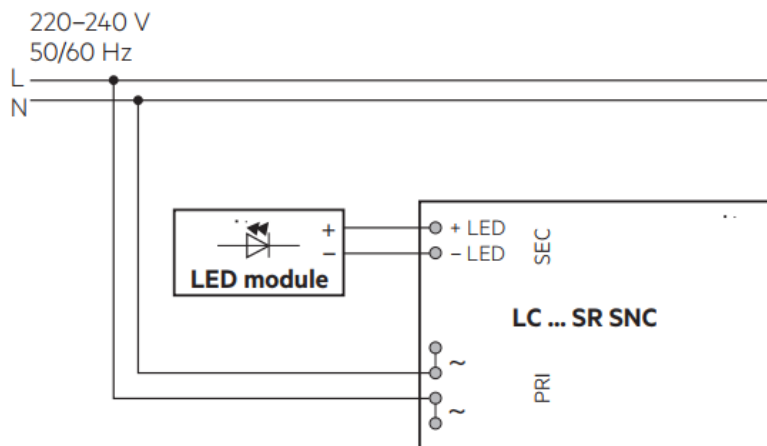 220–240 V
50/60 Hz
L
N
+
−
LED module
+ LED
− LED
SEC
LC ... SR SNC
~
~
PRI